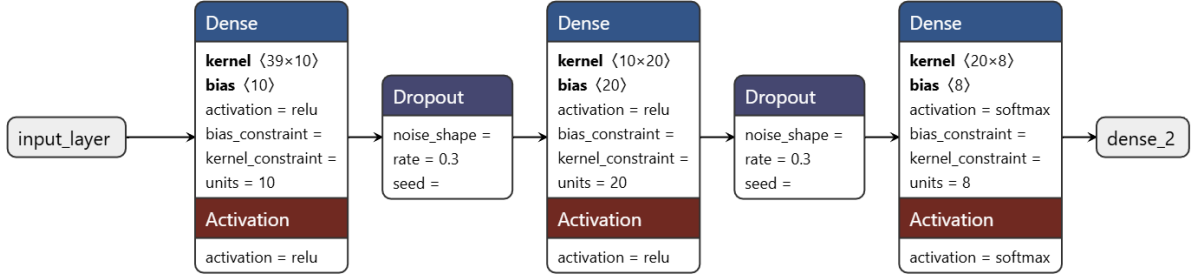 input_layer
Dense
kernel 〈39×10〉
bias 〈10〉
activation = relu
bias_constraint =
kernel_constraint =
units = 10
Activation
activation = relu
Dropout
noise_shape =
rate = 0.3
seed =
Dense
kernel 〈10×20〉
bias 〈20〉
activation = relu
bias_constraint =
kernel_constraint =
units = 20
Activation
activation = relu
Dropout
noise_shape =
rate = 0.3
seed =
Dense
kernel 〈20×8〉
bias 〈8〉
activation = softmax
bias_constraint =
kernel_constraint =
units = 8
Activation
activation = softmax
dense_2